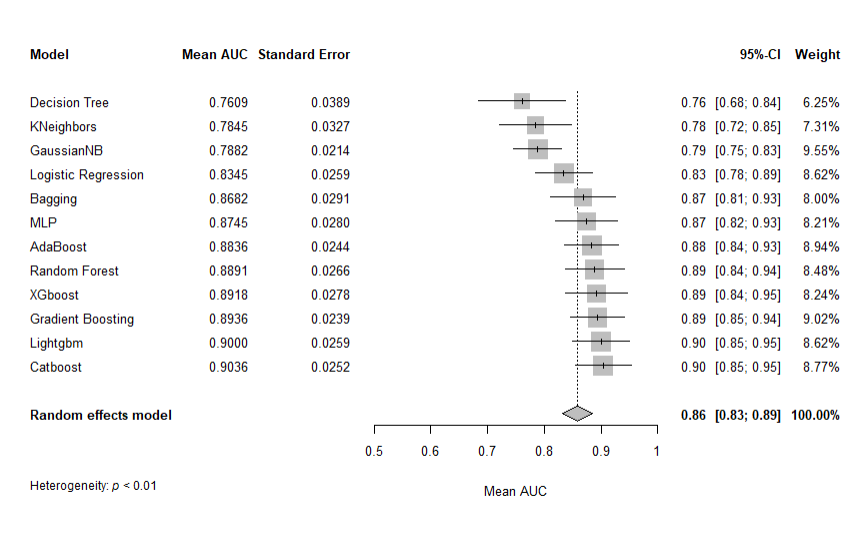 Model Mean AUC Standard Error 95%-CI Weight
Decision Tree 0.7609 0.0389 0.76 [0.68; 0.84] 6.25%
KNeighbors 0.7845 0.0327 0.78 [0.72; 0.85] 7.31%
GaussianNB 0.7882 0.0214 0.79 [0.75; 0.83] 9.55%
Logistic Regression 0.8345 0.0259 0.83 [0.78; 0.89] 8.62%
Bagging 0.8682 0.0291 0.87 [0.81; 0.93] 8.00%
MLP 0.8745 0.0280 0.87 [0.82; 0.93] 8.21%
AdaBoost 0.8836 0.0244 0.88 [0.84; 0.93] 8.94%
Random Forest 0.8891 0.0266 0.89 [0.84; 0.94] 8.48%
XGboost 0.8918 0.0278 0.89 [0.84; 0.95] 8.24%
Gradient Boosting 0.8936 0.0239 0.89 [0.85; 0.94] 9.02%
Lightgbm 0.9000 0.0259 0.90 [0.85; 0.95] 8.62%
Catboost 0.9036 0.0252 0.90 [0.85; 0.95] 8.77%
Random effects model 0.86 [0.83; 0.89] 100.00%
0.5 0.6 0.7 0.8 0.9 1
Heterogeneity: p < 0.01
Mean AUC